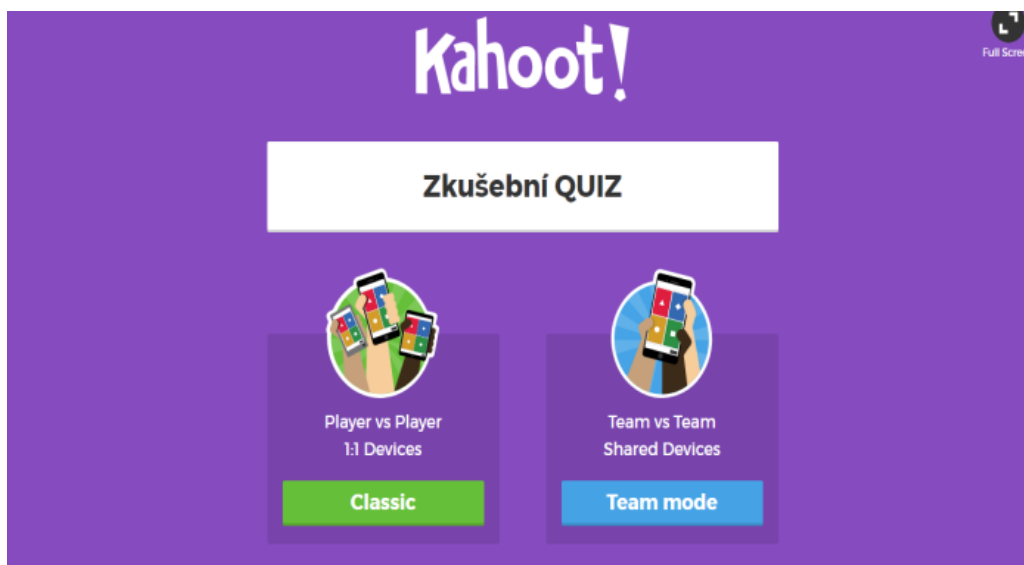 Kahoot!
Full Scre
Zkušební QUIZ
Player vs Player
1:1 Devices
Classic
Team vs Team
Shared Devices
Team mode